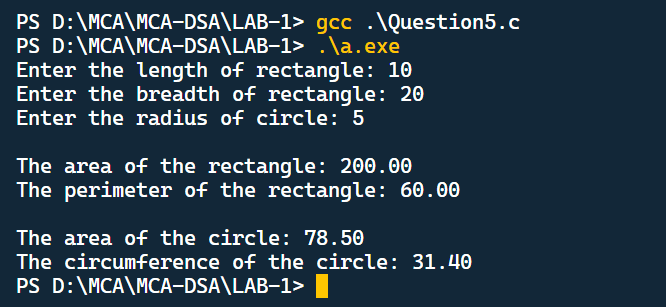 PS D:\MCA\MCA-DSA\LAB-1> gcc .\Question5.c
PS D:\MCA\MCA-DSA\LAB-1> .\a.exe
Enter the length of rectangle: 10
Enter the breadth of rectangle: 20
Enter the radius of circle: 5

The area of the rectangle: 200.00
The perimeter of the rectangle: 60.00

The area of the circle: 78.50
The circumference of the circle: 31.40
PS D:\MCA\MCA-DSA\LAB-1>